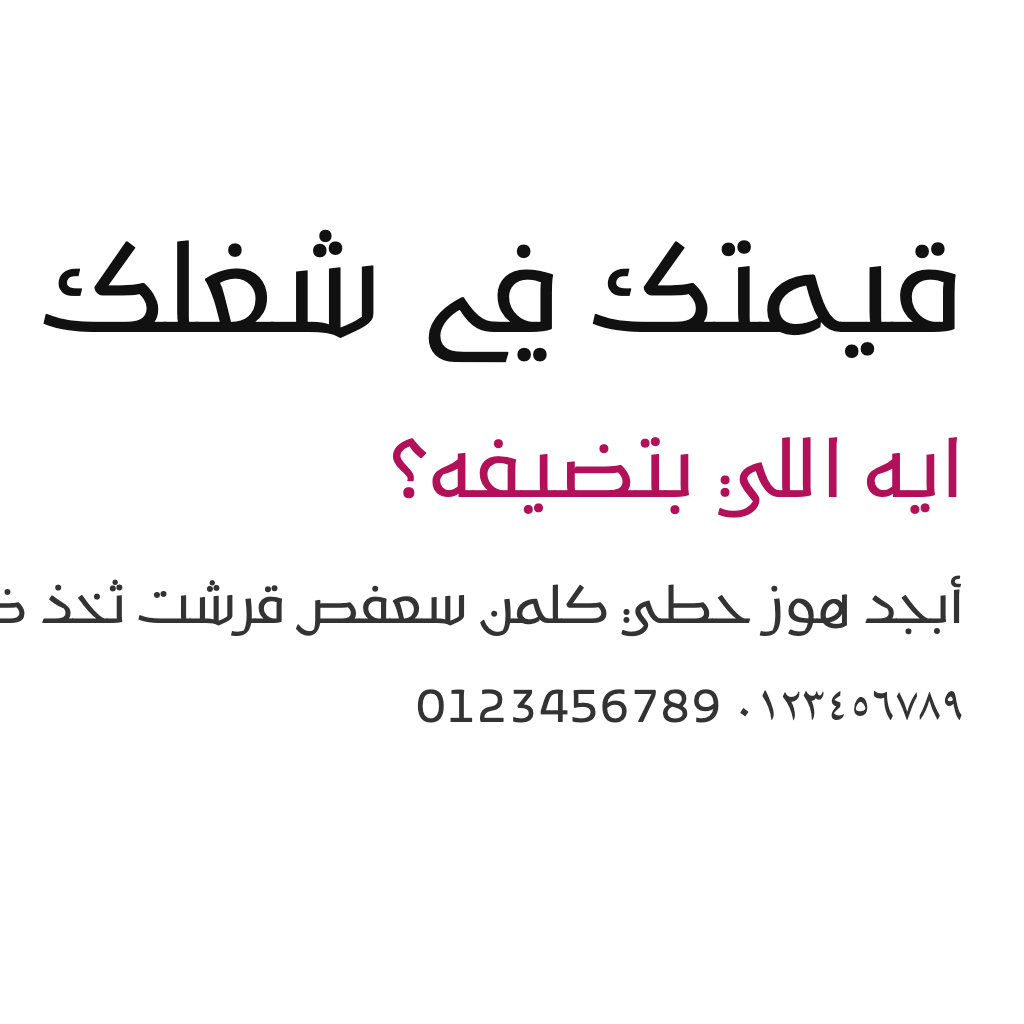 قيمتك في شغلك
ايه اللي بتضيفه؟
أبجد هوز حطي كلمن سعفص قرشت ثخذ
٠١٢٣٤٥٦٧٨٩ 0123456789